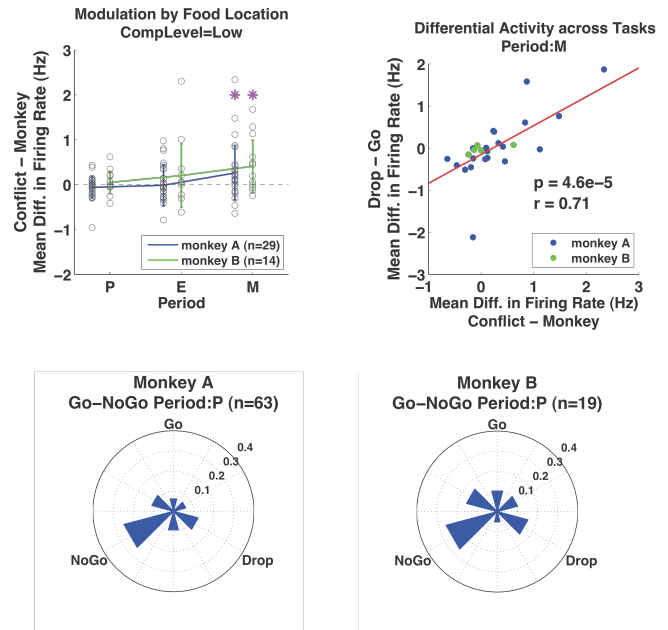 Modulation by Food Location
CompLevel=Low
Conflict – Monkey
Mean Diff. in Firing Rate (Hz)
3
2
1
0
−1
−2
* *
monkey A (n=29)
monkey B (n=14)
P E M
Period
Differential Activity across Tasks
Period:M
Drop – Go
Mean Diff. in Firing Rate (Hz)
2
1
0
−1
−2
−3
p = 4.6e−5
r = 0.71
monkey A
monkey B
−1 0 1 2 3
Mean Diff. in Firing Rate (Hz)
Conflict – Monkey
Monkey A
Go−NoGo Period:P (n=63)
Go
0.4
0.3
0.2
0.1
NoGo
Drop
Monkey B
Go−NoGo Period:P (n=19)
Go
0.4
0.3
0.2
0.1
NoGo
Drop